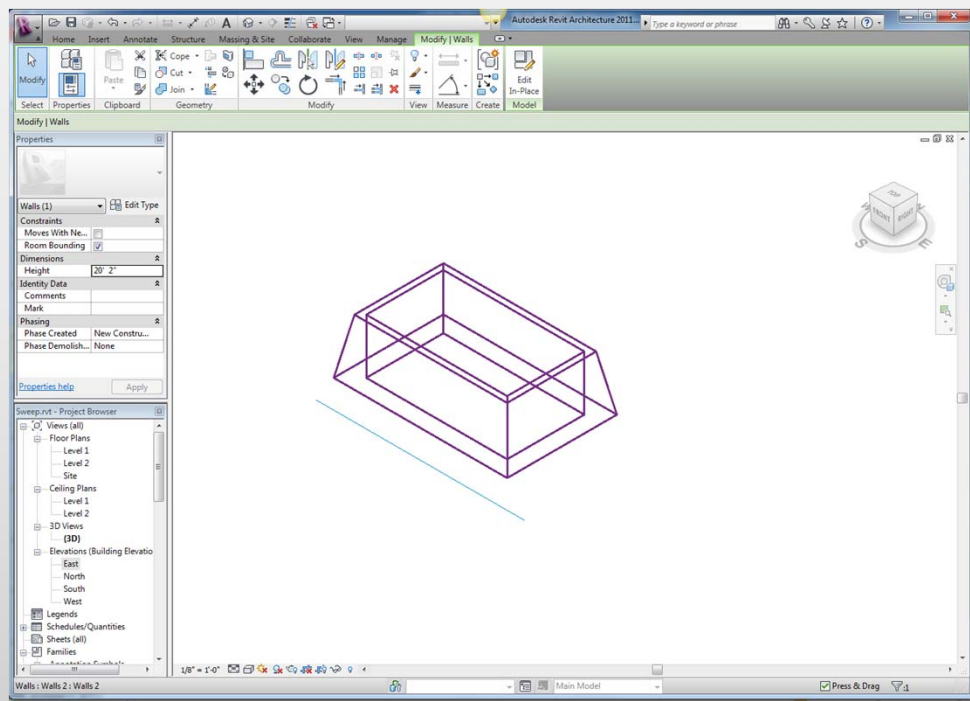 Autodesk Revit Architecture 2011...
Type a keyword or phrase
Home Insert Annotate Structure Massing & Site Collaborate View Manage Modify | Walls
Modify
Paste
Cope
Cut
Join
Edit
In-Place
Select Properties Clipboard Geometry Modify View Measure Create Model
Modify | Walls
Properties
Walls (1)
Edit Type
Constraints
Moves With Ne...
Room Bounding
Dimensions
Height 20' 2"
Identity Data
Comments
Mark
Phasing
Phase Created New Constru...
Phase Demolish... None
Properties help
Apply
Sweep.rvt - Project Browser
Views (all)
Floor Plans
Level 1
Level 2
Site
Ceiling Plans
Level 1
Level 2
3D Views
(3D)
Elevations (Building Elevatio
East
North
South
West
Legends
Schedules/Quantities
Sheets (all)
Families
TOP
FRONT RIGHT
W
S
E
1/8" = 1'-0"
Walls : Walls 2 : Walls 2
Main Model
Press & Drag
:1